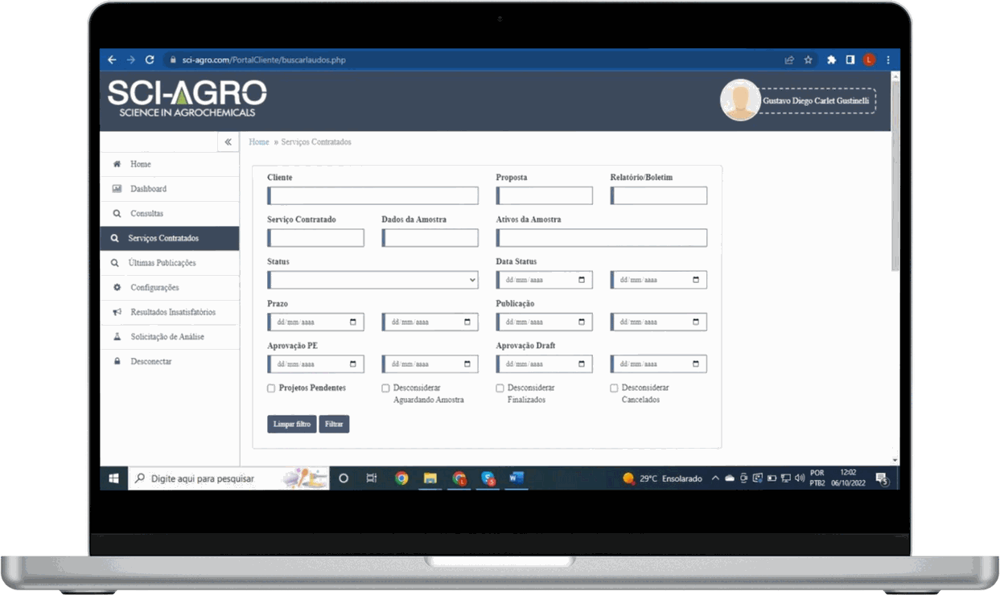 sci-agro.com/PortalCliente/buscarlaudos.php
L
SCI-AGRO
SCIENCE IN AGROCHEMICALS
Gustavo Diego Carlet Gustinelli
«
Home » Serviços Contratados
Home
Dashboard
Consultas
Serviços Contratados
Últimas Publicações
Configurações
Resultados Insatisfatórios
Solicitação de Análise
Desconectar
Cliente Proposta Relatório/Boletim
Serviço Contratado Dados da Amostra Ativos da Amostra
Status Data Status
dd/mm/aaaa dd/mm/aaaa
Prazo Publicação
dd/mm/aaaa dd/mm/aaaa dd/mm/aaaa dd/mm/aaaa
Aprovação PE Aprovação Draft
dd/mm/aaaa dd/mm/aaaa dd/mm/aaaa dd/mm/aaaa
Projetos Pendentes Desconsiderar Desconsiderar Desconsiderar
Aguardando Amostra Finalizados Cancelados
Limpar filtro Filtrar
Digite aqui para pesquisar
29°C Ensolarado
POR 12:02
PTB2 06/10/2022
5